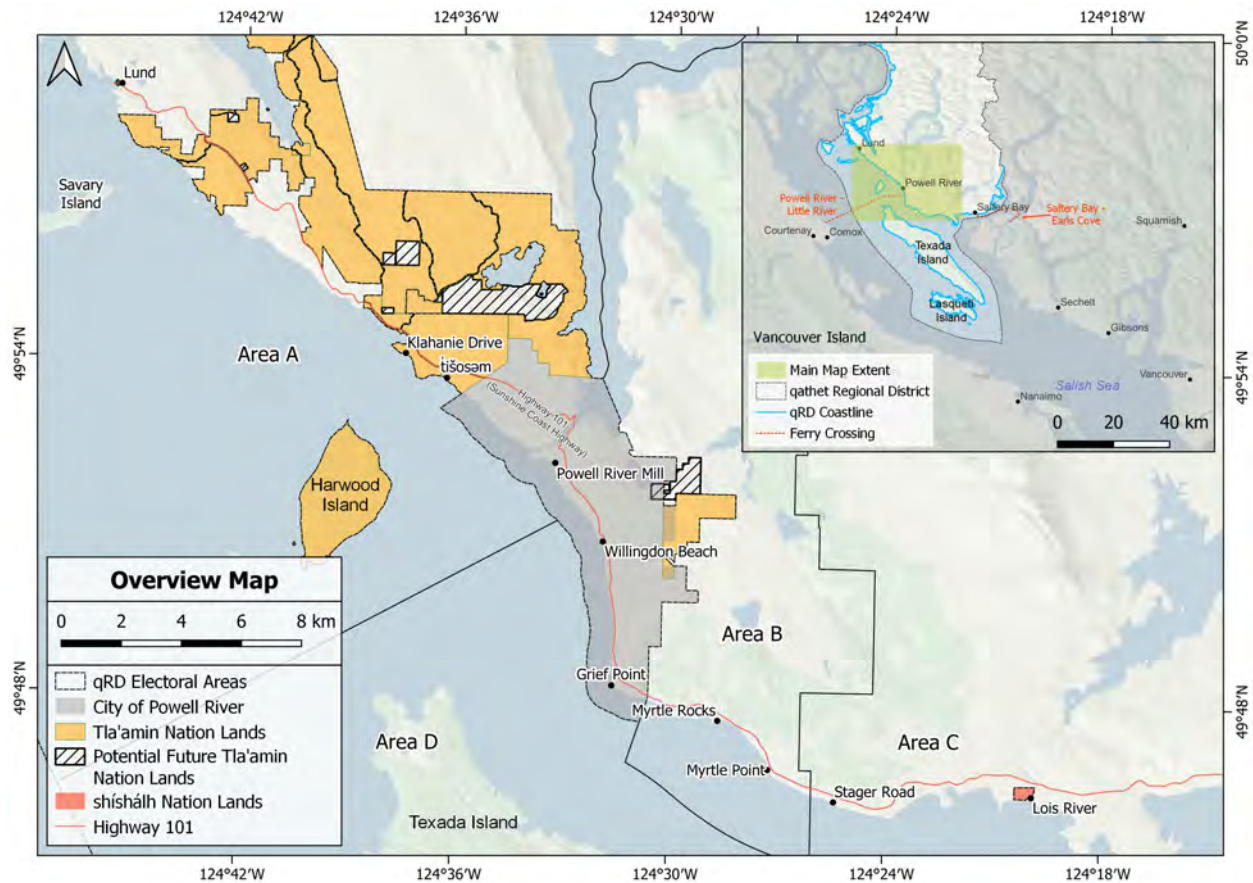 124°42'W 124°36'W 124°30'W 124°24'W 124°18'W
50°0'N
Lund
Savary
Island
Area A
49°54'N
Klahanie Drive
t̓išosəm
Highway 101
(Sunshine Coast Highway)
Powell River Mill
Harwood
Island
Willingdon Beach
Area B
Grief Point
Myrtle Rocks
Area D
Area C
Myrtle Point
Stager Road
Lois River
Texada Island
49°48'N
49°54'N
49°48'N
Lund
Powell River
Powell River -
Little River
Saltery Bay
Saltery Bay -
Earls Cove
Squamish
Courtenay
Comox
Texada
Island
Lasqueti
Island
Sechelt
Gibsons
Vancouver Island
Vancouver
Salish Sea
Nanaimo
Main Map Extent
qathet Regional District
qRD Coastline
Ferry Crossing
0 20 40 km
Overview Map
0 2 4 6 8 km
qRD Electoral Areas
City of Powell River
Tla'amin Nation Lands
Potential Future Tla'amin
Nation Lands
shíshálh Nation Lands
Highway 101
124°42'W 124°36'W 124°30'W 124°24'W 124°18'W